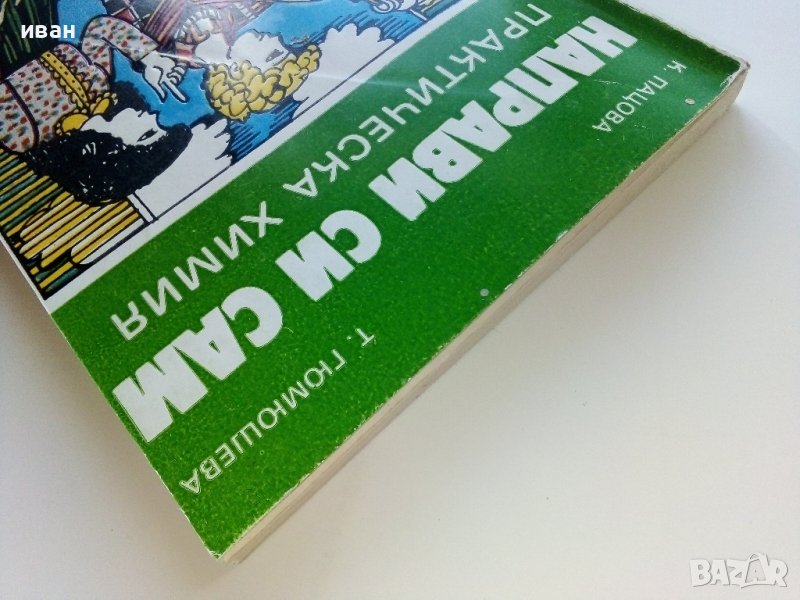 иван
К. ПАЦОВА
Т. ГЮМЮШЕВА
НАПРАВИ СИ САМ
ПРАКТИЧЕСКА ХИМИЯ
BAZAR